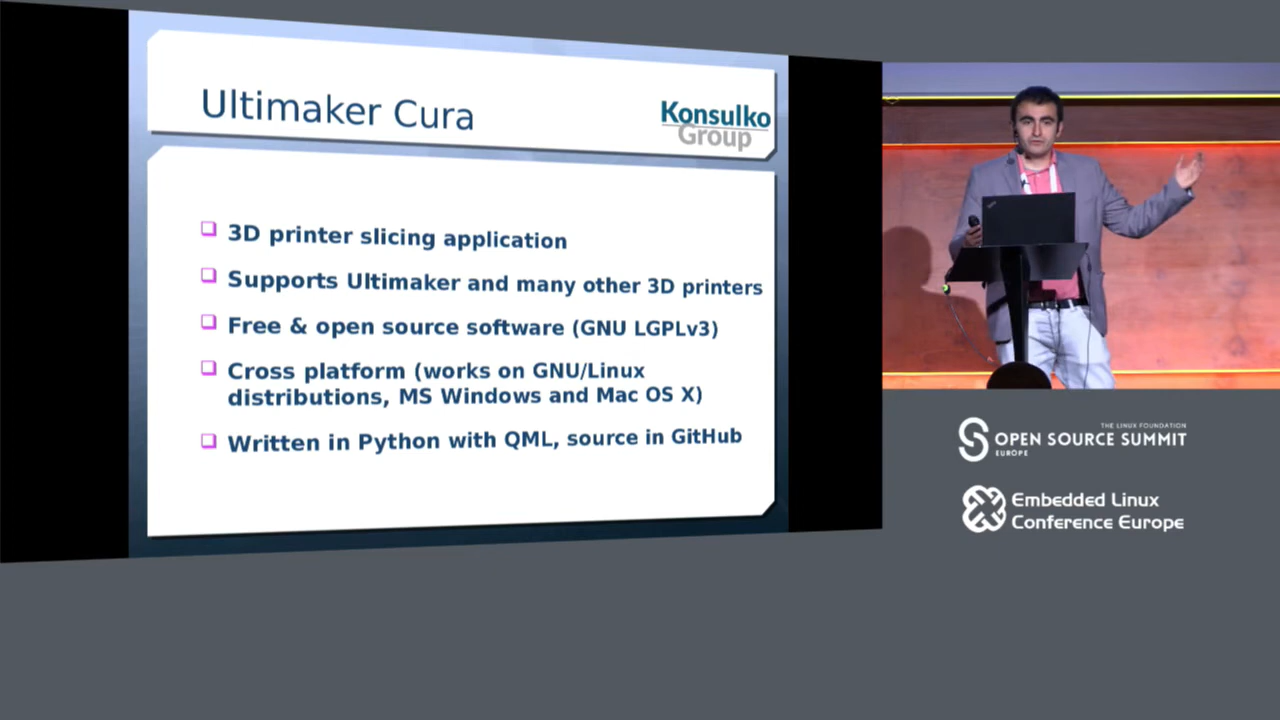 Ultimaker Cura
Konsulko
Group
3D printer slicing application
Supports Ultimaker and many other 3D printers
Free & open source software (GNU LGPLv3)
Cross platform (works on GNU/Linux
distributions, MS Windows and Mac OS X)
Written in Python with QML, source in GitHub
THE LINUX FOUNDATION
OPEN SOURCE SUMMIT
EUROPE
Embedded Linux
Conference Europe